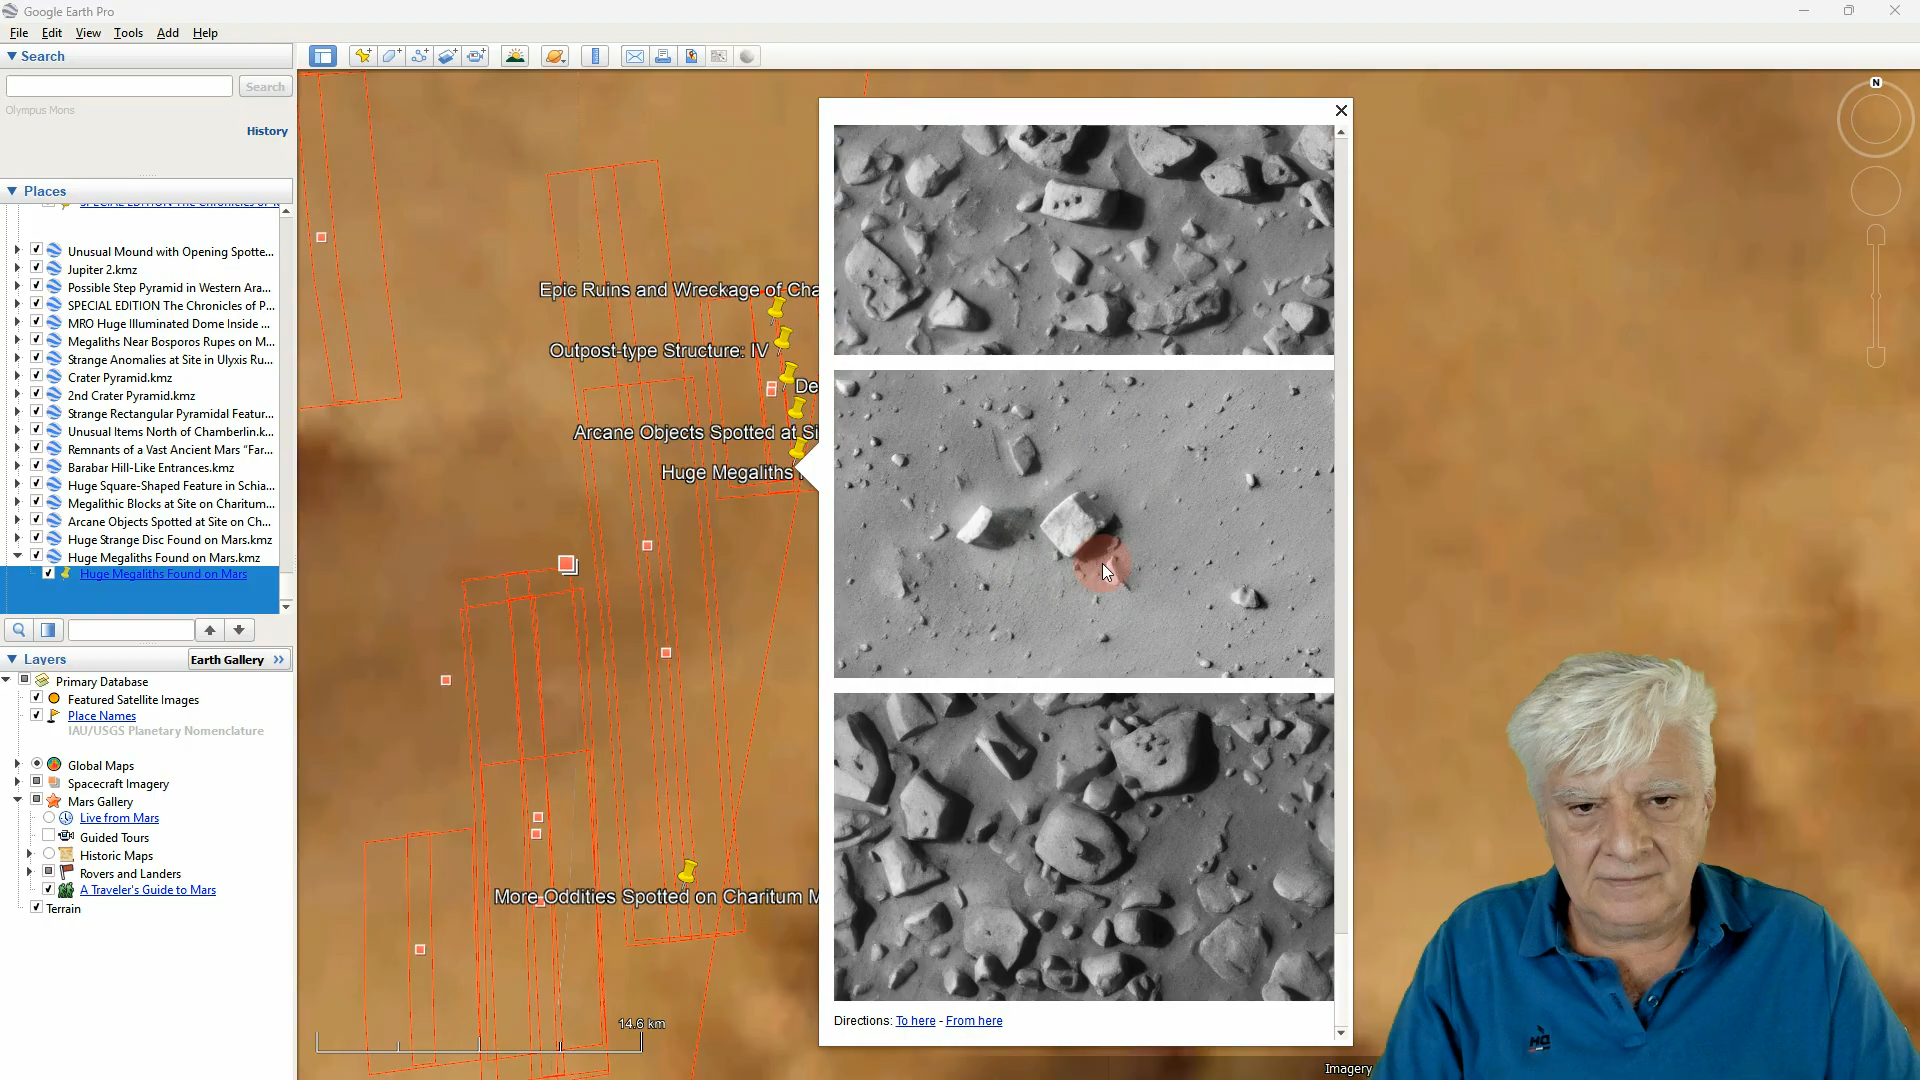 Google Earth Pro
File Edit View Tools Add Help
Search
Search
Olympus Mons
History
Places
Unusual Mound with Opening Spotte...
Jupiter 2.kmz
Possible Step Pyramid in Western Ara...
SPECIAL EDITION The Chronicles of P...
MRO Huge Illuminated Dome Inside ...
Megaliths Near Bosporos Rupes on M...
Strange Anomalies at Site in Ulyxis Ru...
Crater Pyramid.kmz
2nd Crater Pyramid.kmz
Strange Rectangular Pyramidal Featur...
Unusual Items North of Chamberlin.k...
Remnants of a Vast Ancient Mars "Far...
Barabar Hill-Like Entrances.kmz
Huge Square-Shaped Feature in Schia...
Megalithic Blocks at Site on Charitum...
Arcane Objects Spotted at Site on Ch...
Huge Strange Disc Found on Mars.kmz
Huge Megaliths Found on Mars.kmz
Huge Megaliths Found on Mars
Layers
Earth Gallery >>
Primary Database
Featured Satellite Images
Place Names
IAU/USGS Planetary Nomenclature
Global Maps
Spacecraft Imagery
Mars Gallery
Live from Mars
Guided Tours
Historic Maps
Rovers and Landers
A Traveler's Guide to Mars
Terrain
N
Epic Ruins and Wreckage of Cha
Outpost-type Structure: IV
De
Arcane Objects Spotted at Si
Huge Megaliths
More Oddities Spotted on Charitum M
14.6 km
Directions: To here - From here
Imagery
HQ